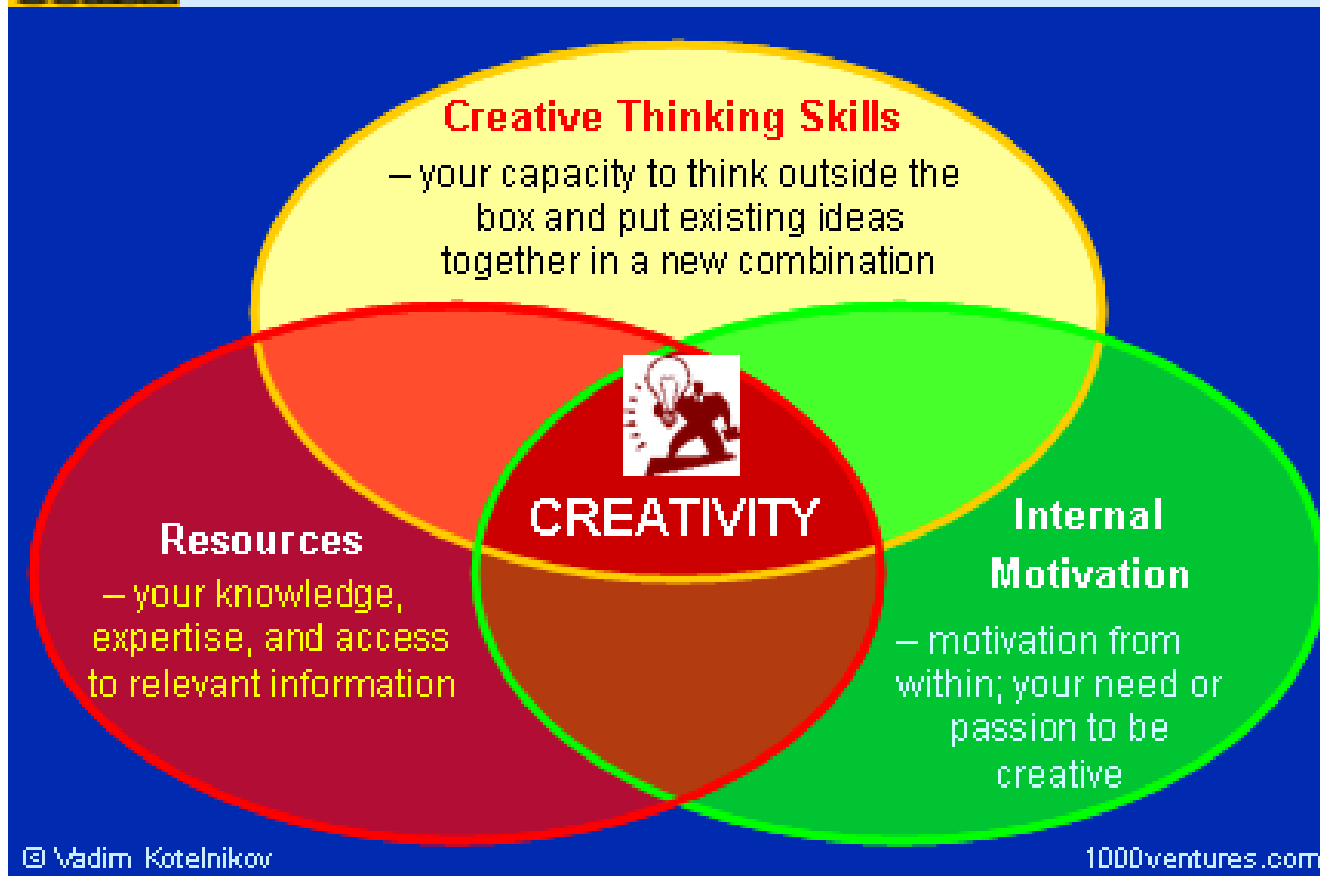 Creative Thinking Skills
– your capacity to think outside the
box and put existing ideas
together in a new combination
CREATIVITY
Resources
– your knowledge,
expertise, and access
to relevant information
Internal
Motivation
– motivation from
within; your need or
passion to be
creative
© Vadim Kotelnikov
1000ventures.com